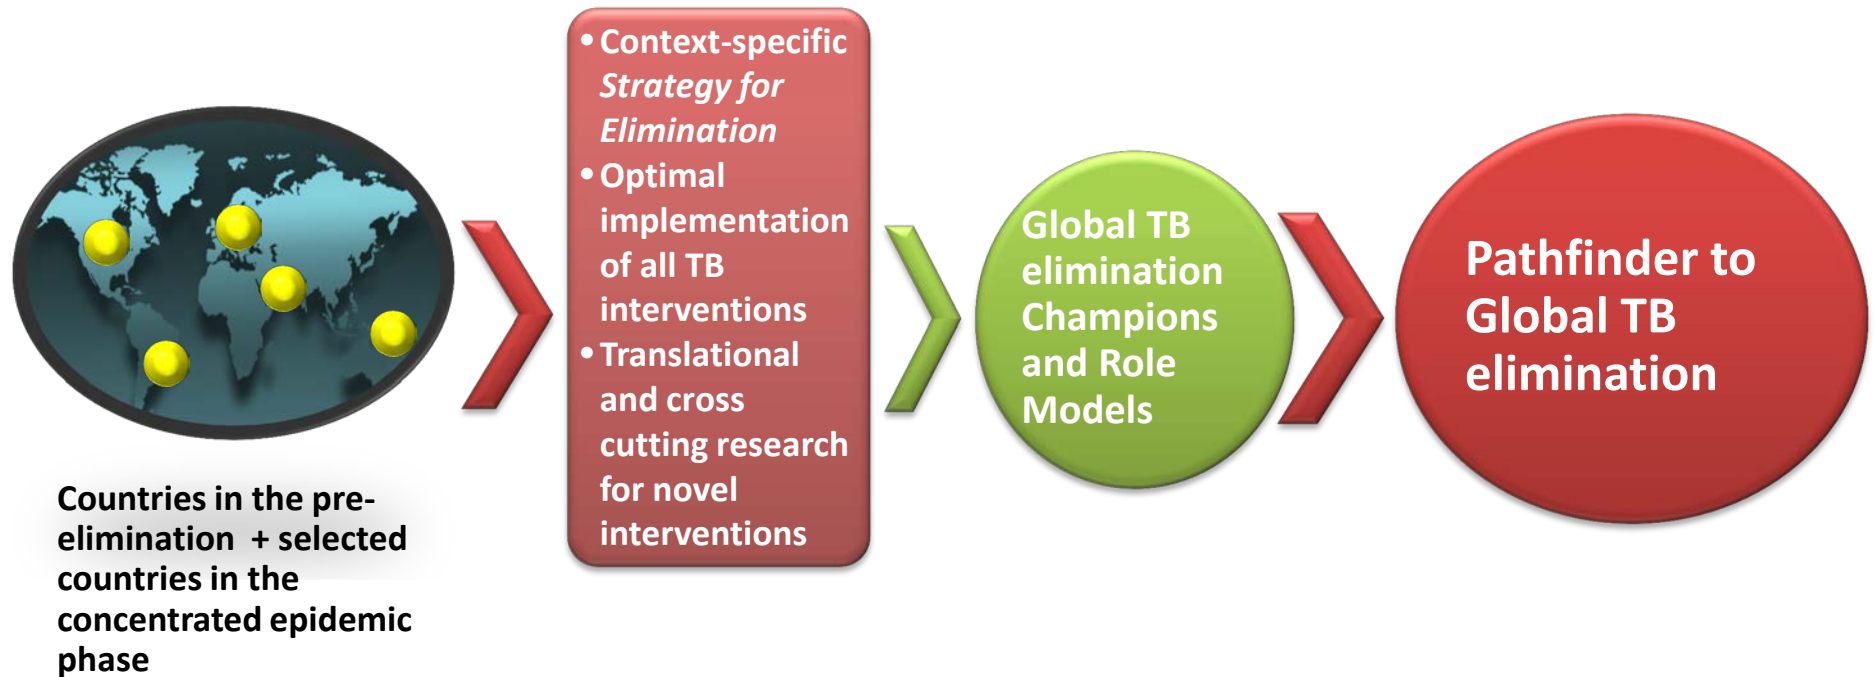 Countries in the pre-
elimination + selected
countries in the
concentrated epidemic
phase
• Context-specific
Strategy for
Elimination
• Optimal
implementation
of all TB
interventions
• Translational
and cross
cutting research
for novel
interventions
Global TB
elimination
Champions
and Role
Models
Pathfinder to
Global TB
elimination